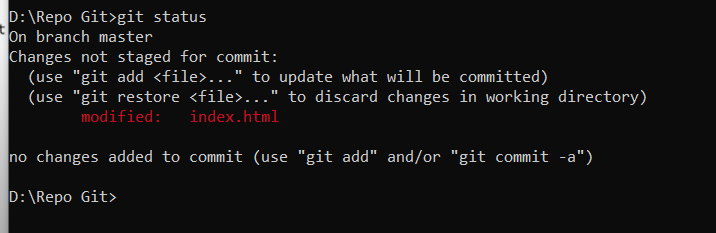 D:\Repo Git>git status
On branch master
Changes not staged for commit:
  (use "git add <file>..." to update what will be committed)
  (use "git restore <file>..." to discard changes in working directory)
        modified:   index.html

no changes added to commit (use "git add" and/or "git commit -a")

D:\Repo Git>